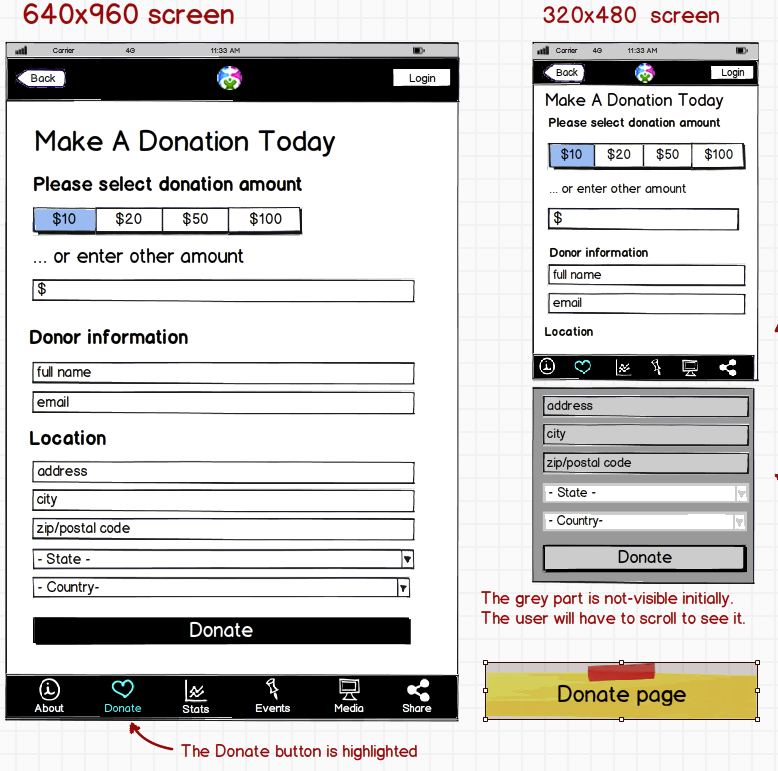 640x960 screen
Carrier 4G 11:33 AM
Back Login
Make A Donation Today
Please select donation amount
$10 $20 $50 $100
... or enter other amount
$
Donor information
full name
email
Location
address
city
zip/postal code
- State -
- Country-
Donate
About Donate Stats Events Media Share
The Donate button is highlighted
320x480 screen
Carrier 4G 11:33 AM
Back Login
Make A Donation Today
Please select donation amount
$10 $20 $50 $100
... or enter other amount
$
Donor information
full name
email
Location
address
city
zip/postal code
- State -
- Country-
Donate
The grey part is not-visible initially.
The user will have to scroll to see it.
Donate page